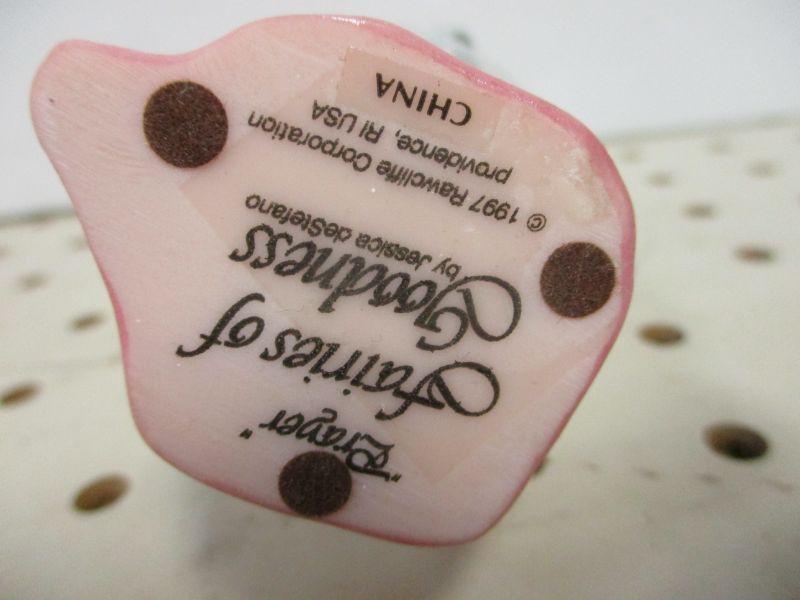 "Prayer"
Fairies of
Goodness
by Jessica deStefano
© 1997 Rawcliffe Corporation
providence, RI USA
CHINA